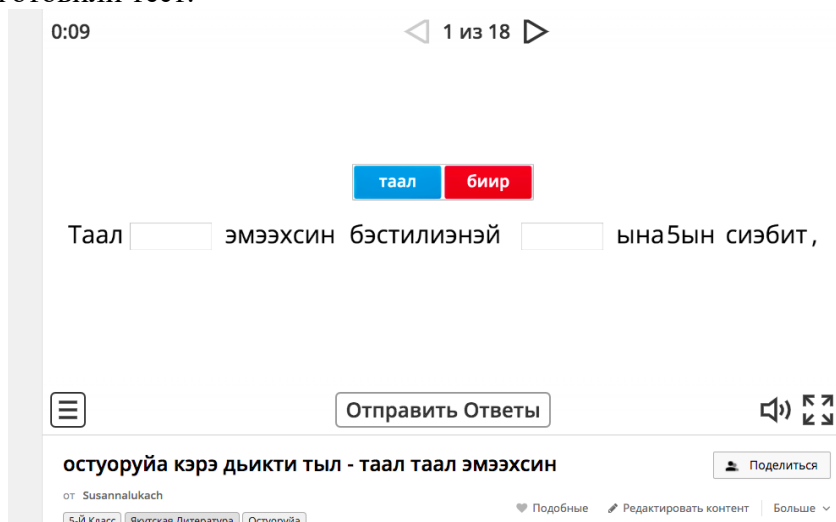 0:09
1 из 18
таал биир
Таал эмээхсин бэстилиэнэй ына5ын сиэбит,
Отправить Ответы
остуоруйа кэрэ дьикти тыл - таал таал эмээхсин
Поделиться
от Susannalukach
Подобные Редактировать контент Больше
5-Й Класс Якутская Литература Остуоруйа